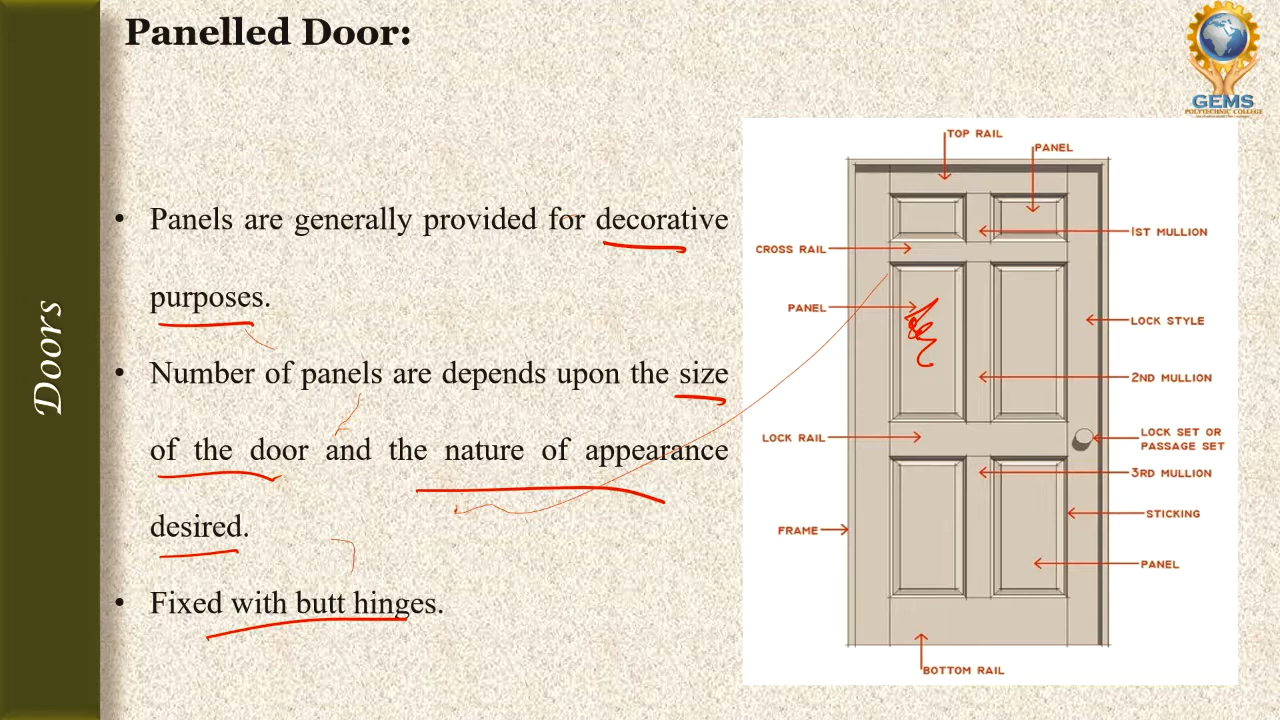 Panelled Door:
GEMS
POLYTECHNIC COLLEGE
Doors
• Panels are generally provided for decorative
purposes.
• Number of panels are depends upon the size
of the door and the nature of appearance
desired.
• Fixed with butt hinges.
TOP RAIL
PANEL
1ST MULLION
CROSS RAIL
PANEL
LOCK STYLE
2ND MULLION
LOCK RAIL
LOCK SET OR
PASSAGE SET
3RD MULLION
STICKING
FRAME
PANEL
BOTTOM RAIL